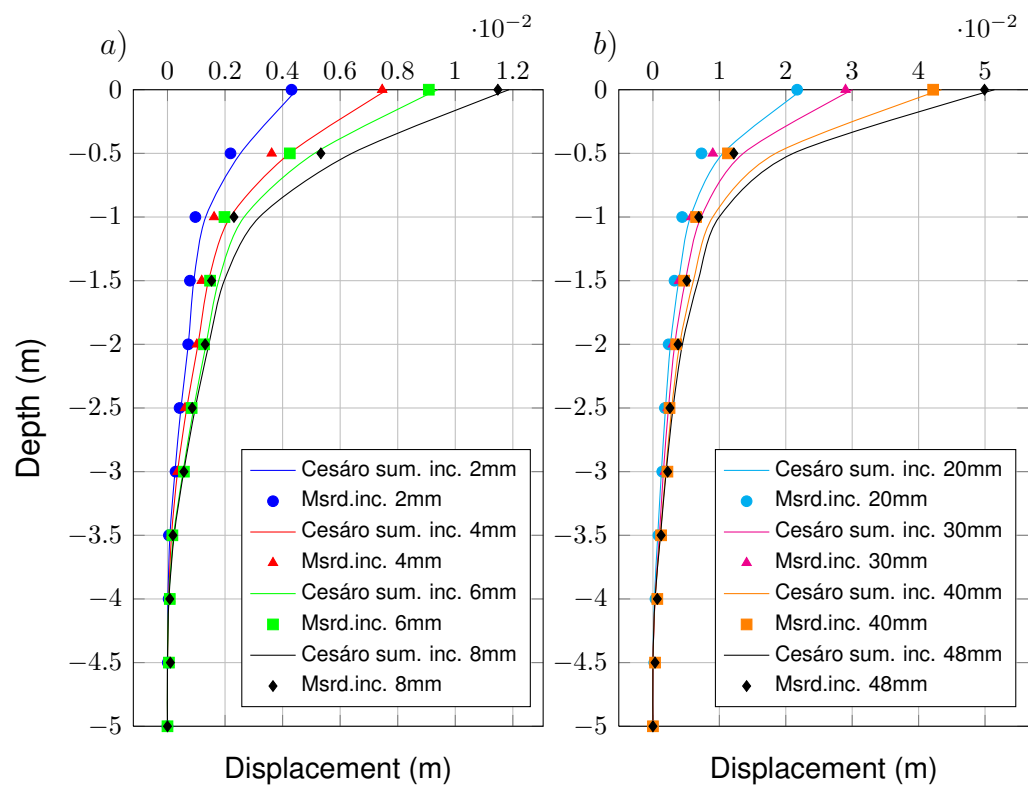 a)
·10⁻²
0 0.2 0.4 0.6 0.8 1 1.2
0
−0.5
−1
−1.5
−2
−2.5
−3
−3.5
−4
−4.5
−5
Depth (m)
Displacement (m)
Cesáro sum. inc. 2mm
Msrd.inc. 2mm
Cesáro sum. inc. 4mm
Msrd.inc. 4mm
Cesáro sum. inc. 6mm
Msrd.inc. 6mm
Cesáro sum. inc. 8mm
Msrd.inc. 8mm
b)
·10⁻²
0 1 2 3 4 5
0
−0.5
−1
−1.5
−2
−2.5
−3
−3.5
−4
−4.5
−5
Displacement (m)
Cesáro sum. inc. 20mm
Msrd.inc. 20mm
Cesáro sum. inc. 30mm
Msrd.inc. 30mm
Cesáro sum. inc. 40mm
Msrd.inc. 40mm
Cesáro sum. inc. 48mm
Msrd.inc. 48mm